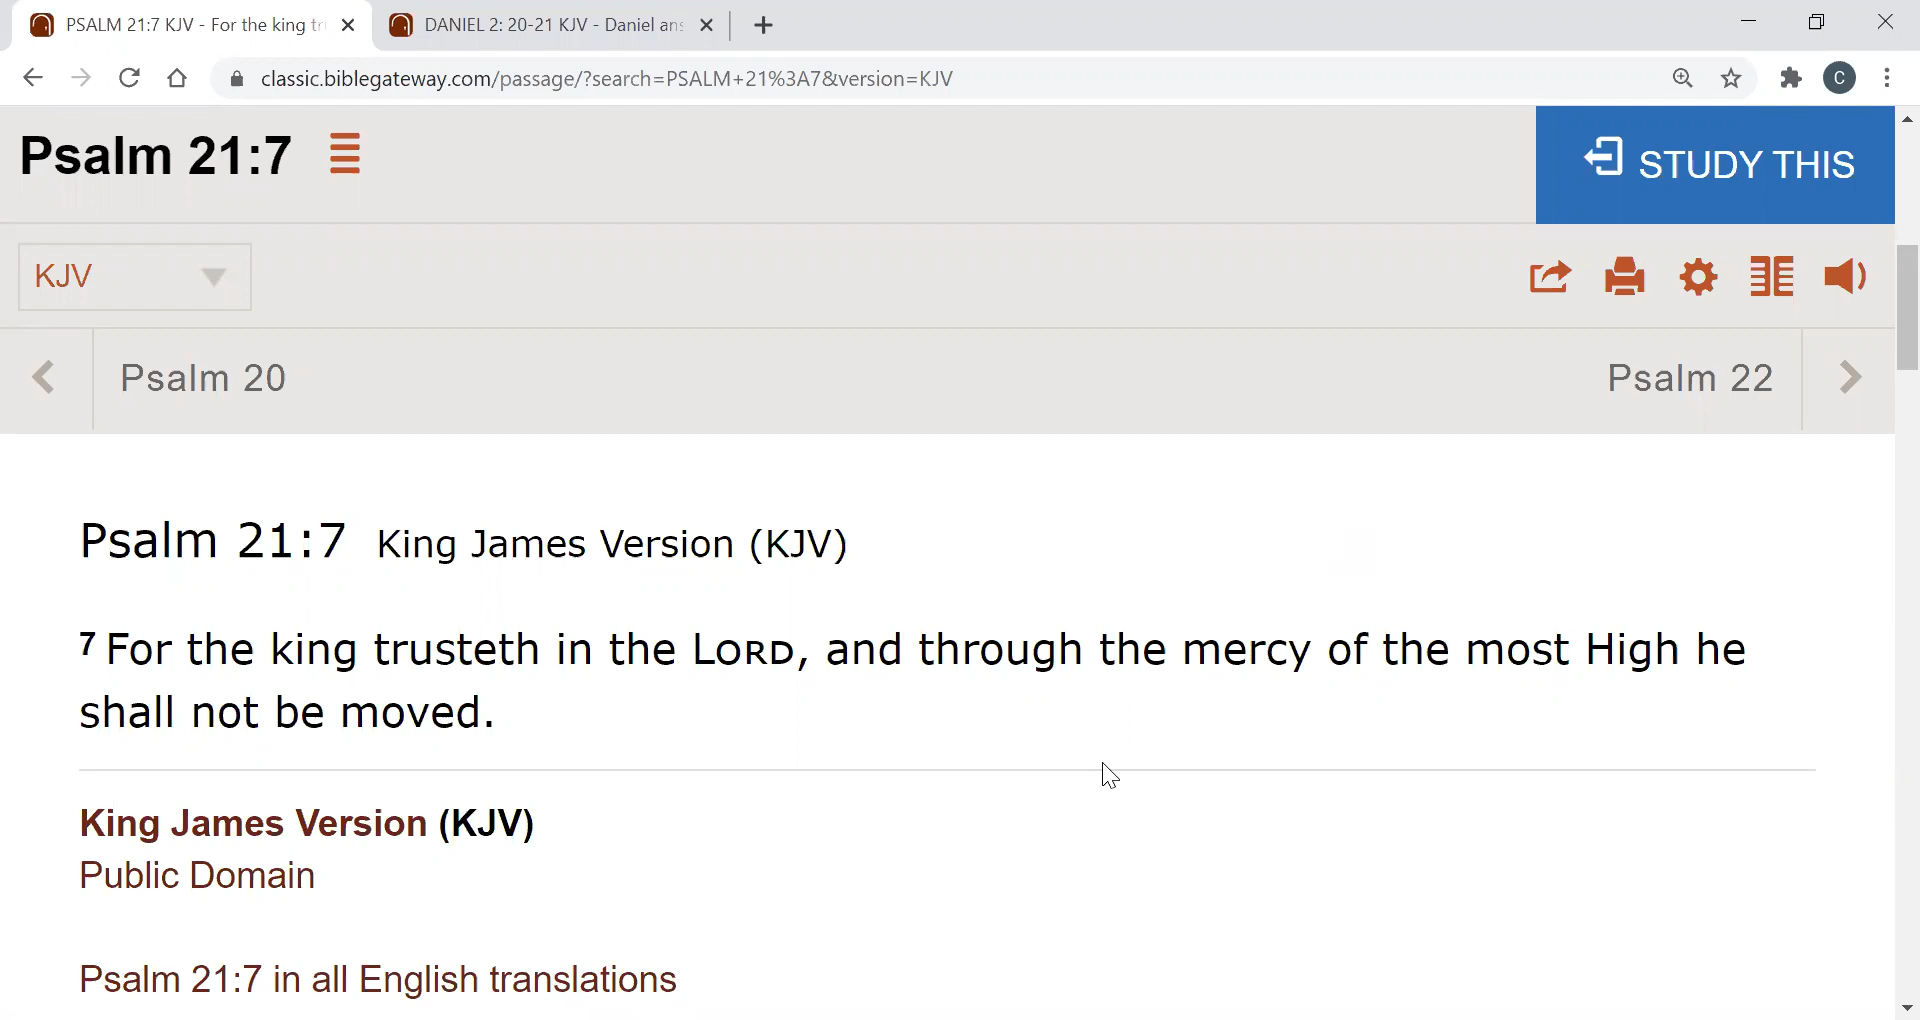 PSALM 21:7 KJV - For the king tr
DANIEL 2: 20-21 KJV - Daniel ans
classic.biblegateway.com/passage/?search=PSALM+21%3A7&version=KJV
C
Psalm 21:7
STUDY THIS
KJV
Psalm 20
Psalm 22
Psalm 21:7 King James Version (KJV)
7 For the king trusteth in the LORD, and through the mercy of the most High he
shall not be moved.
King James Version (KJV)
Public Domain
Psalm 21:7 in all English translations